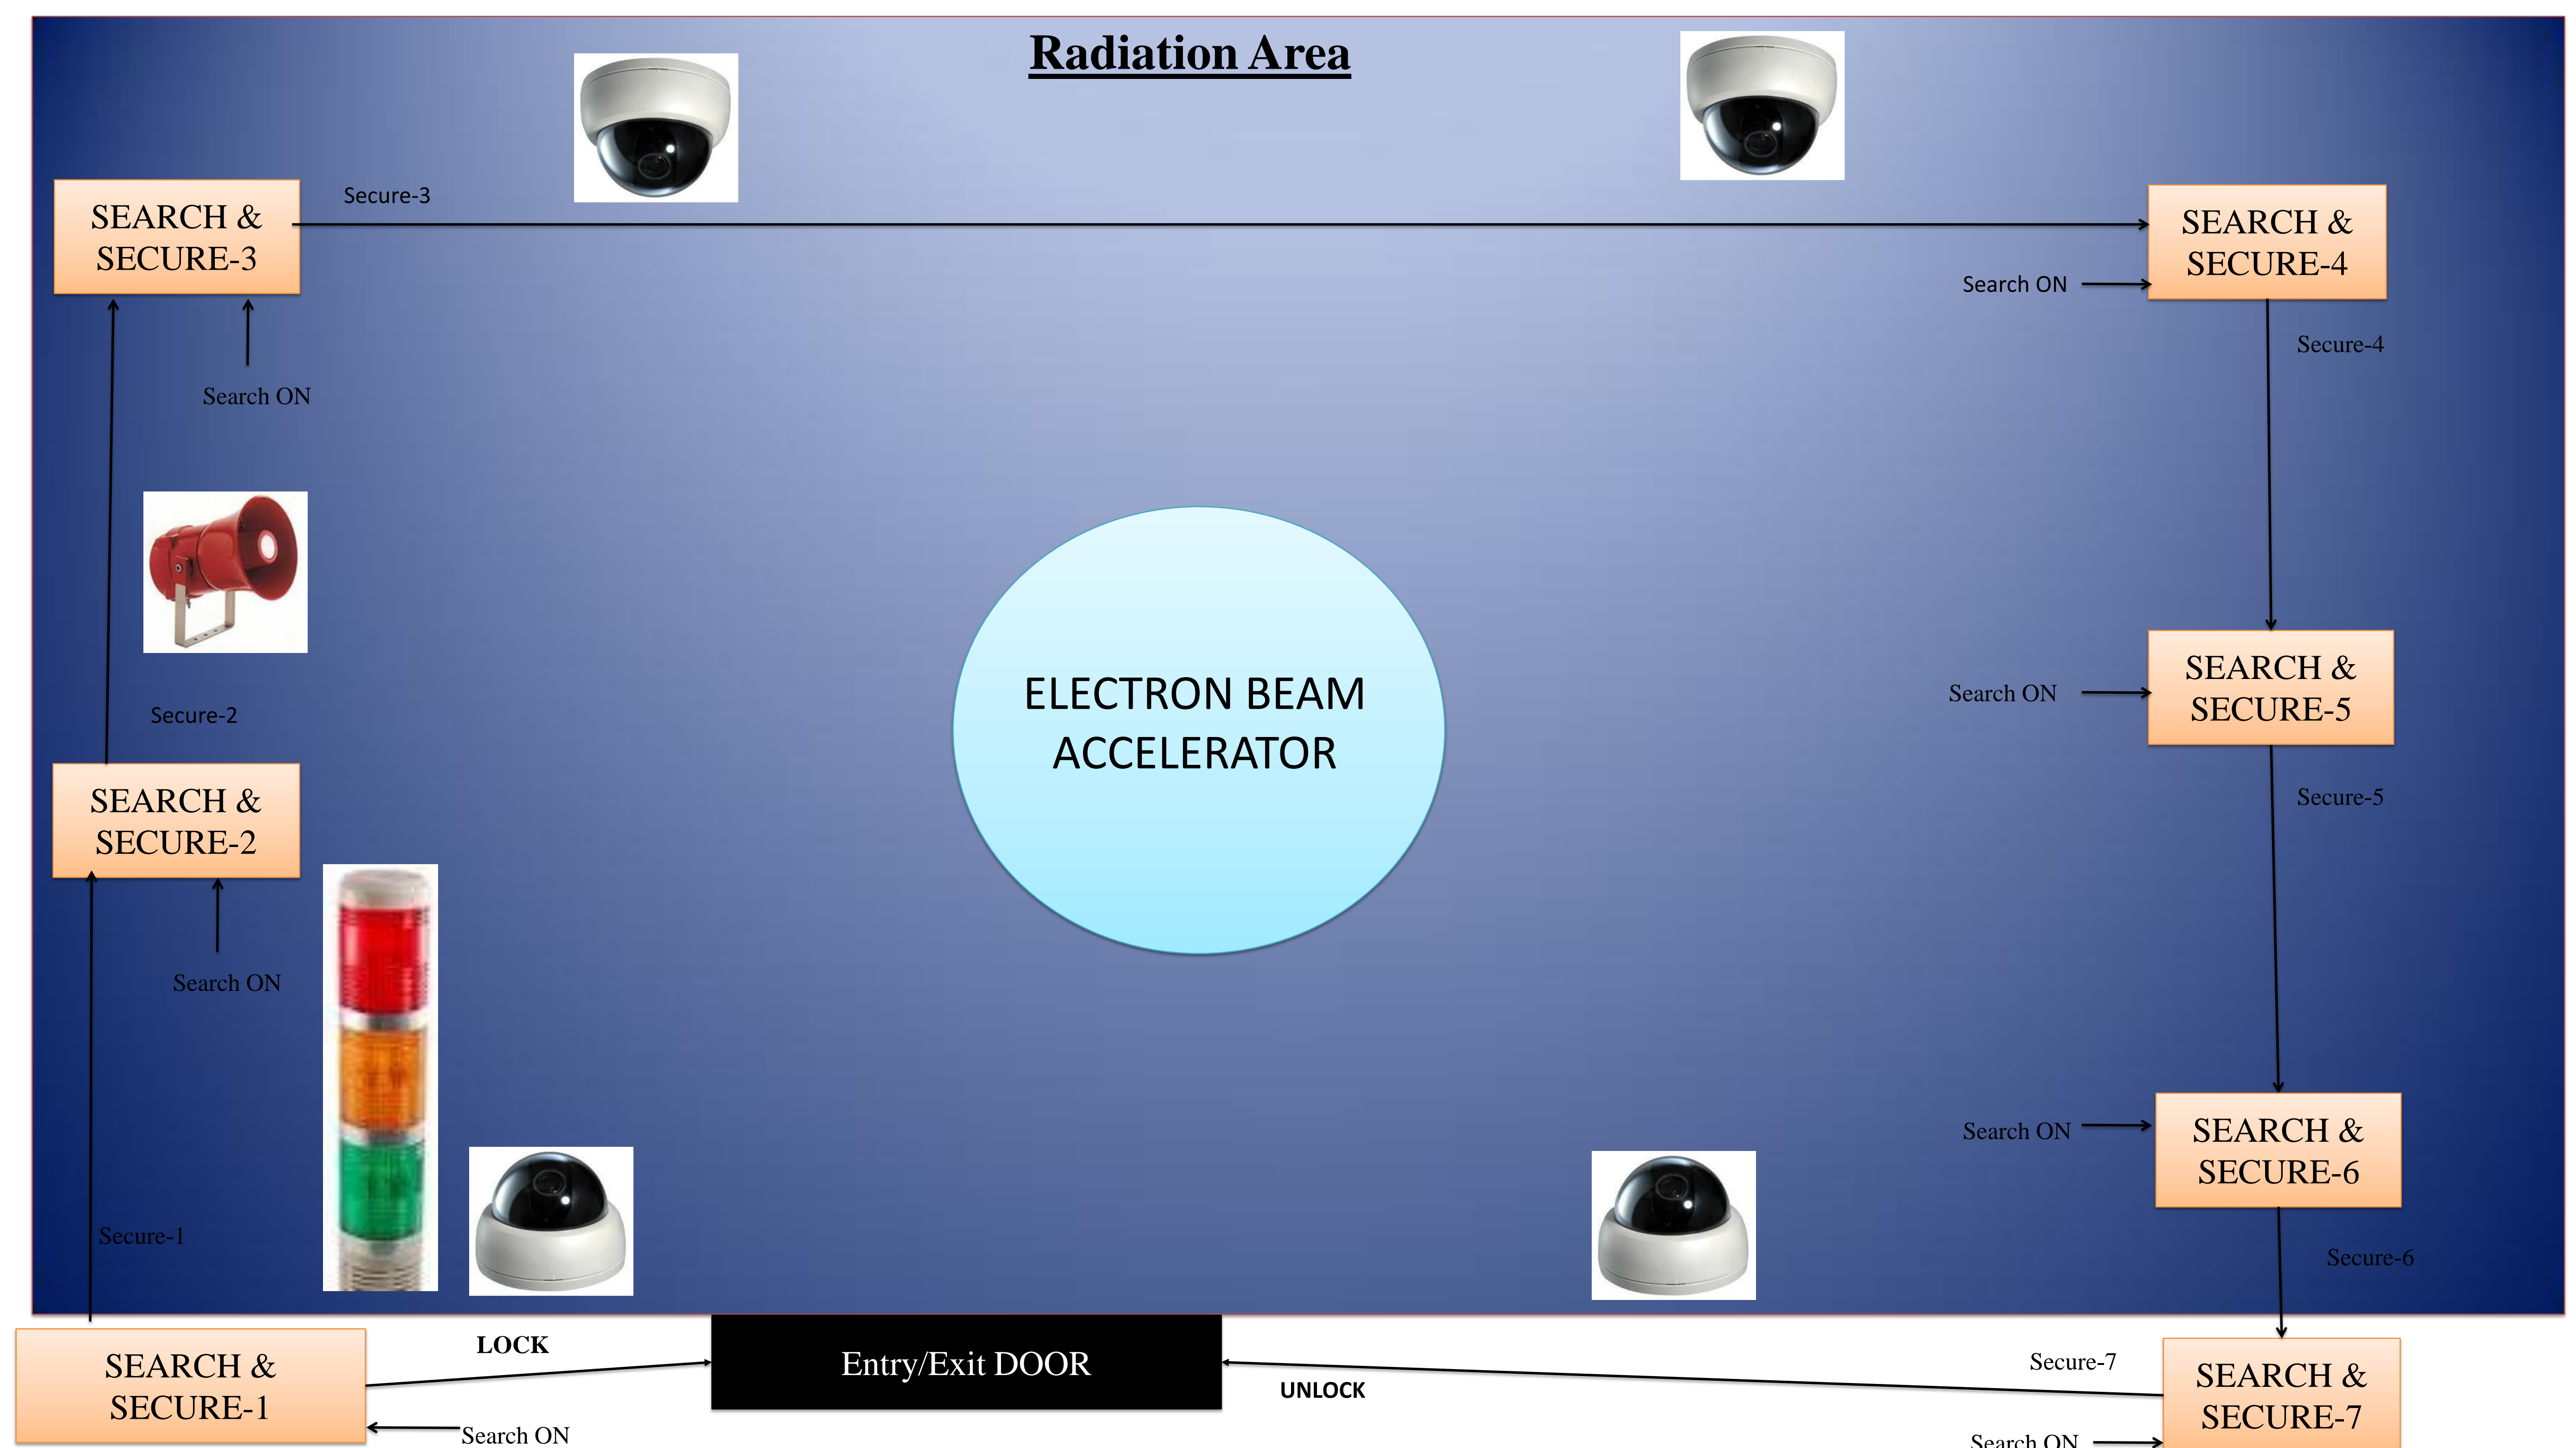 Radiation Area
SEARCH &
SECURE-3
Secure-3
SEARCH &
SECURE-4
Search ON
Secure-4
Search ON
ELECTRON BEAM
ACCELERATOR
SEARCH &
SECURE-5
Search ON
Secure-5
Secure-2
SEARCH &
SECURE-2
Search ON
Search ON
SEARCH &
SECURE-6
Secure-6
Secure-1
SEARCH &
SECURE-1
LOCK
Search ON
Entry/Exit DOOR
UNLOCK
Secure-7
SEARCH &
SECURE-7
Search ON